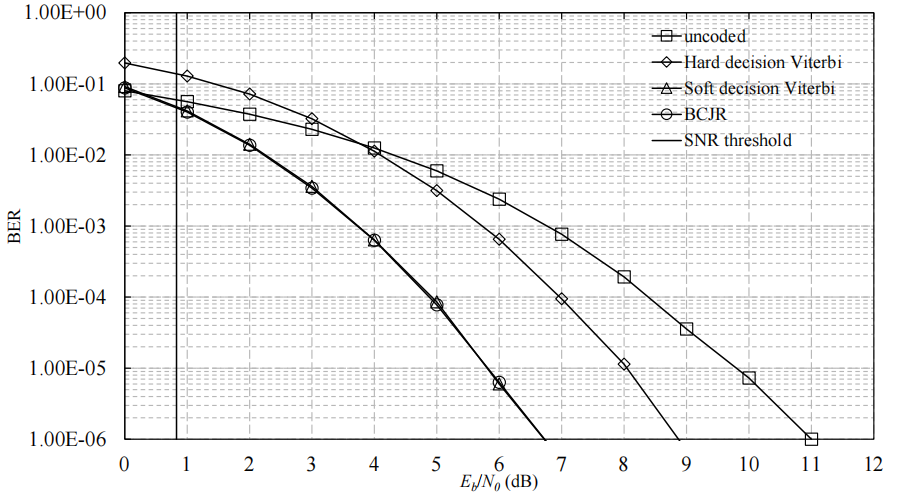 1.00E+00
1.00E-01
1.00E-02
1.00E-03
1.00E-04
1.00E-05
1.00E-06
BER
uncoded
Hard decision Viterbi
Soft decision Viterbi
BCJR
SNR threshold
0 1 2 3 4 5 6 7 8 9 10 11 12
Eb/N0 (dB)